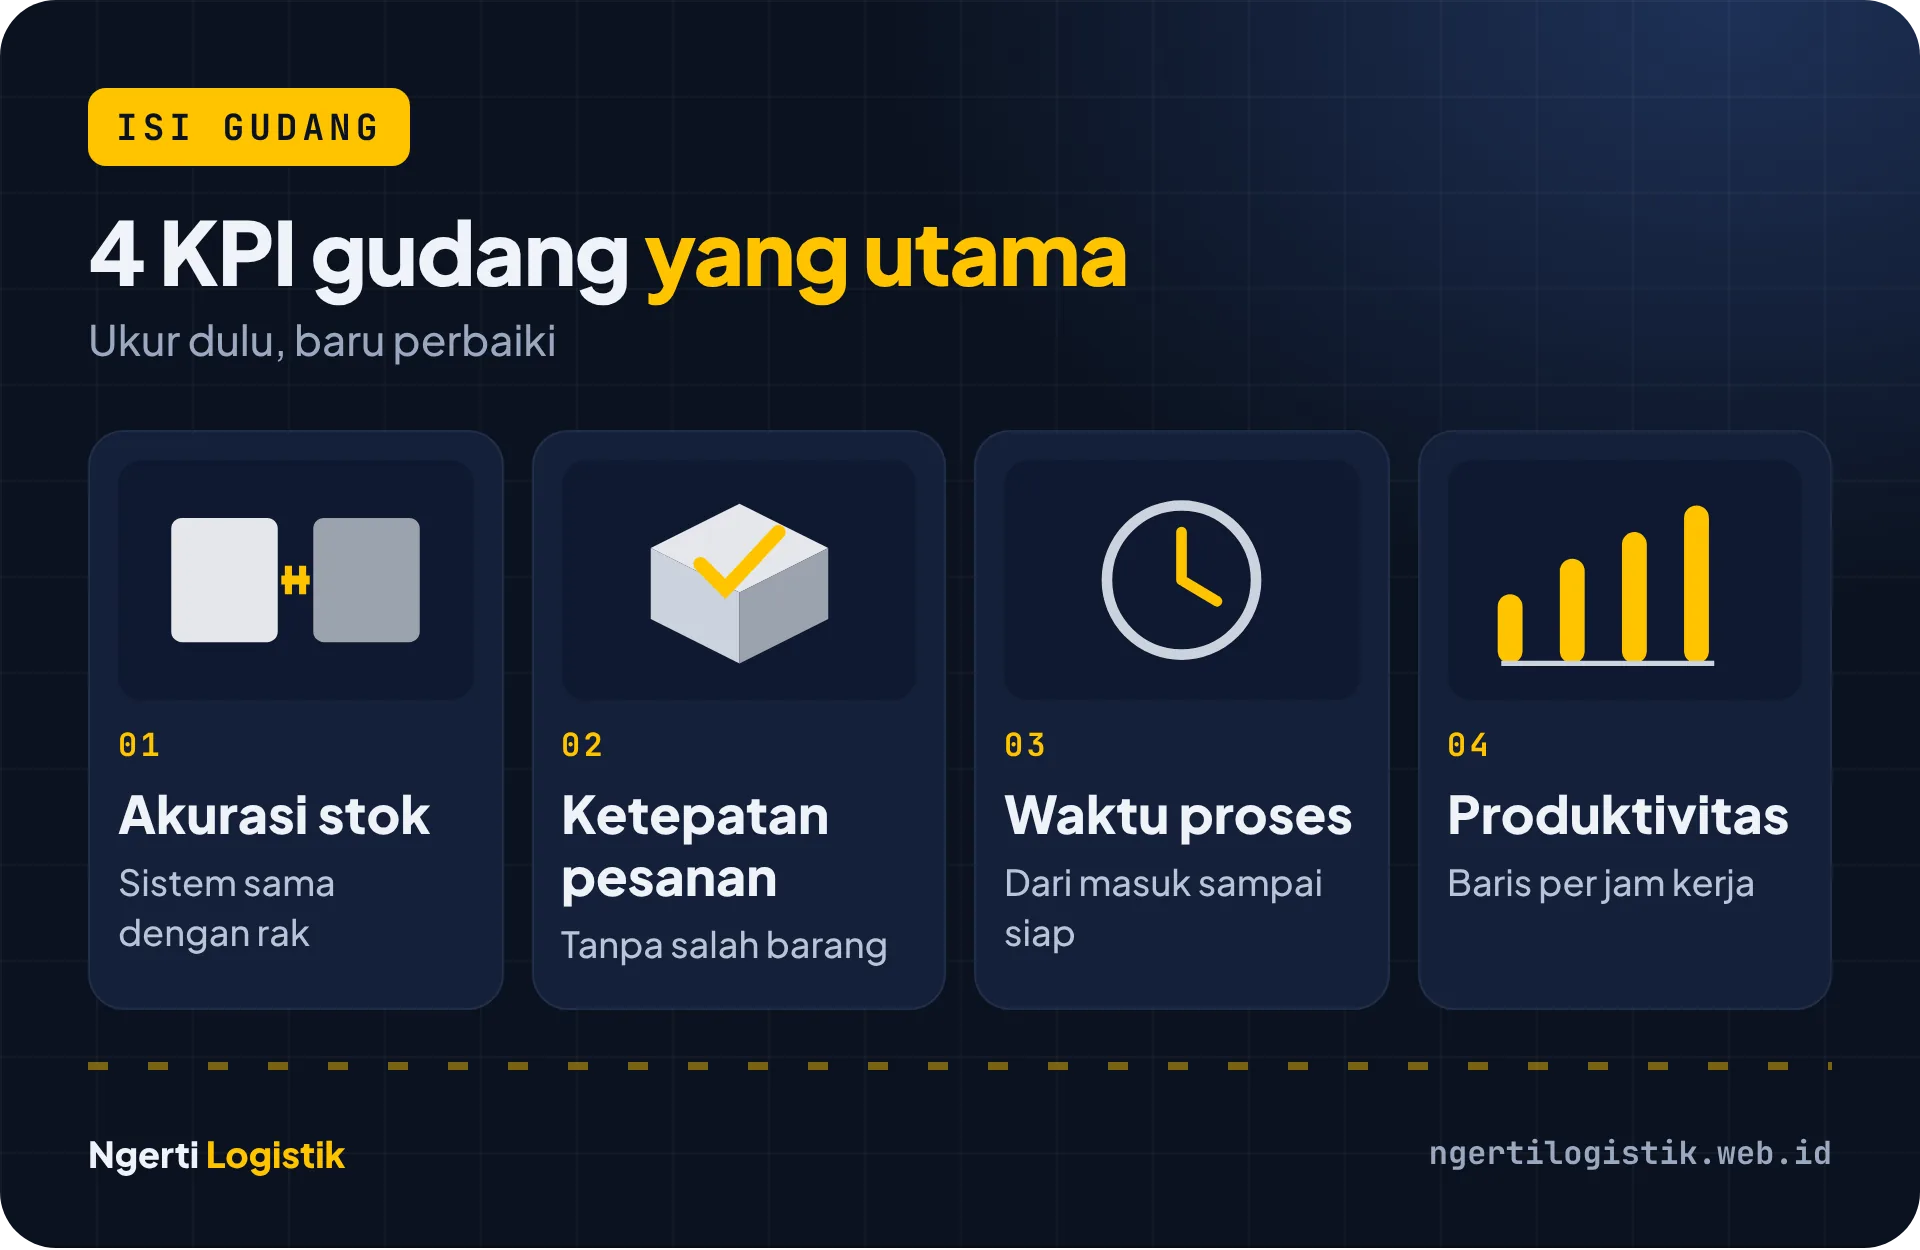 ISI GUDANG
4 KPI gudang yang utama
Ukur dulu, baru perbaiki
01
Akurasi stok
Sistem sama
dengan rak
02
Ketepatan
pesanan
Tanpa salah barang
03
Waktu proses
Dari masuk sampai
siap
04
Produktivitas
Baris per jam kerja
Ngerti Logistik
ngertilogistik.web.id